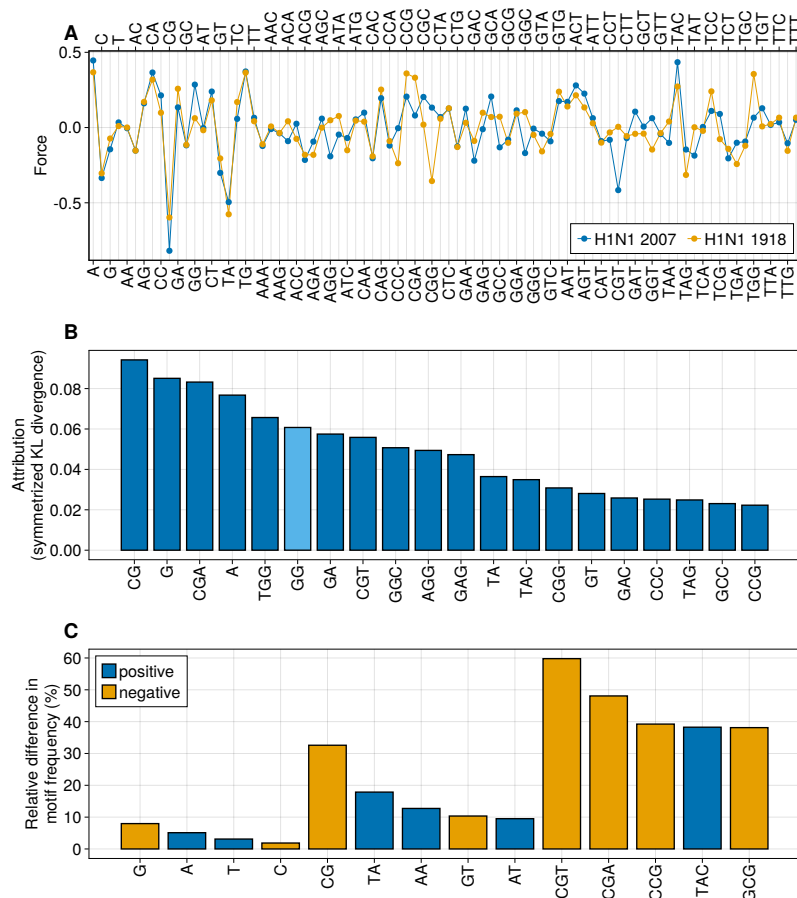 A
C T AC CA CG GC AT GT TC TT AAC ACA ACG AGC ATA ATG CAC CCA CCG CGC CTA CTG GAC GCA GCG GGC GTA GTG ACT ATT CCT CTT GCT GTT TAC TAT TCC TCT TGC TGT TTC TTT
0.5
0.0
-0.5
Force
H1N1 2007 H1N1 1918
A G AA AG CC GA GG CT TA TG AAA AAG ACC AGA AGG ATC CAA CAG CCC CGA CGG CTC GAA GAG GCC GGA GGG GTC AAT AGT CAT CGT GAT GGT TAA TAG TCA TCG TGA TGG TTA TTG
B
Attribution
(symmetrized KL divergence)
0.08
0.06
0.04
0.02
0.00
CG G CGA A TGG GG GA CGT GGC AGG GAG TA TAC CGG GT GAC CCC TAG GCC CCG
C
Relative difference in
motif frequency (%)
60
50
40
30
20
10
0
positive
negative
G A T C CG TA AA GT AT CGT CGA CCG TAC GCG